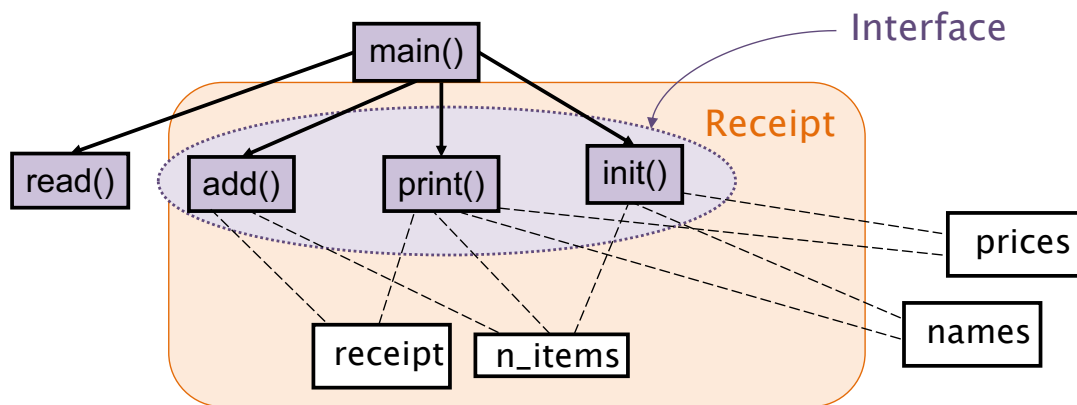 Interface
main()
Receipt
read()
add()
print()
init()
prices
names
receipt
n_items